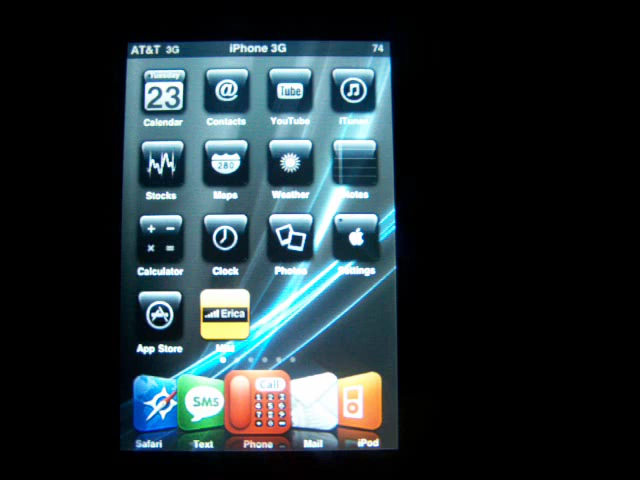 AT&T 3G iPhone 3G 74
Tuesday
23 @ Tube
Calendar Contacts YouTube iTunes
280
Stocks Maps Weather Notes
+ − × =
Calculator Clock Photos Settings
Erica
App Store
Call
SMS
Safari Text Phone Mail iPod